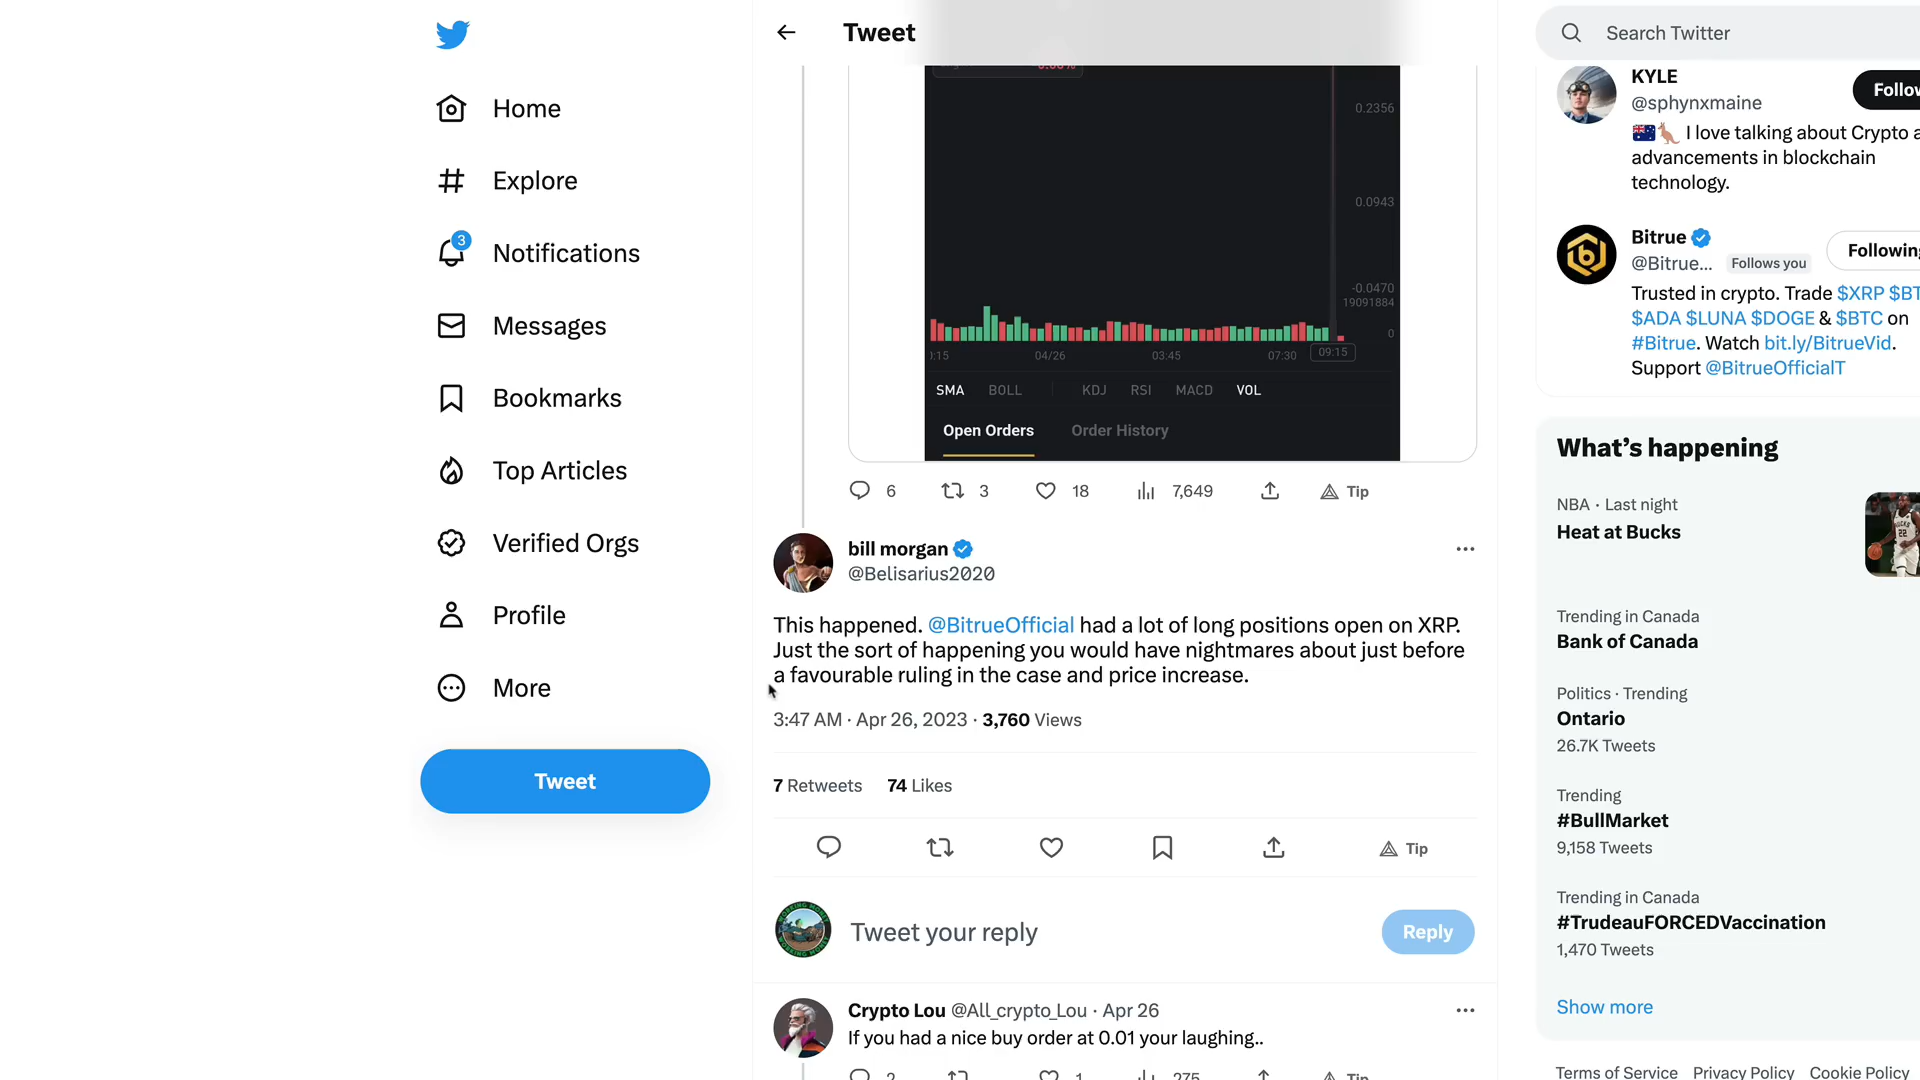 Tweet
Search Twitter
Home
Explore
3
Notifications
Messages
Bookmarks
Top Articles
Verified Orgs
Profile
More
Tweet
0.2356
0.0943
-0.0470
19091884
0
04/26
03:45
07:30
09:15
SMA
BOLL
KDJ
RSI
MACD
VOL
Open Orders
Order History
6
3
18
7,649
Tip
bill morgan
@Belisarius2020
This happened. @BitrueOfficial had a lot of long positions open on XRP.
Just the sort of happening you would have nightmares about just before
a favourable ruling in the case and price increase.
3:47 AM · Apr 26, 2023 · 3,760 Views
7 Retweets 74 Likes
Tip
Tweet your reply
Reply
Crypto Lou @All_crypto_Lou · Apr 26
If you had a nice buy order at 0.01 your laughing..
2
1
275
Tip
KYLE
@sphynxmaine
Follow
I love talking about Crypto a
advancements in blockchain
technology.
Bitrue
@Bitrue... Follows you
Following
Trusted in crypto. Trade $XRP $BT
$ADA $LUNA $DOGE & $BTC on
#Bitrue. Watch bit.ly/BitrueVid.
Support @BitrueOfficialT
What's happening
NBA · Last night
Heat at Bucks
Trending in Canada
Bank of Canada
Politics · Trending
Ontario
26.7K Tweets
Trending
#BullMarket
9,158 Tweets
Trending in Canada
#TrudeauFORCEDVaccination
1,470 Tweets
Show more
Terms of Service Privacy Policy Cookie Policy